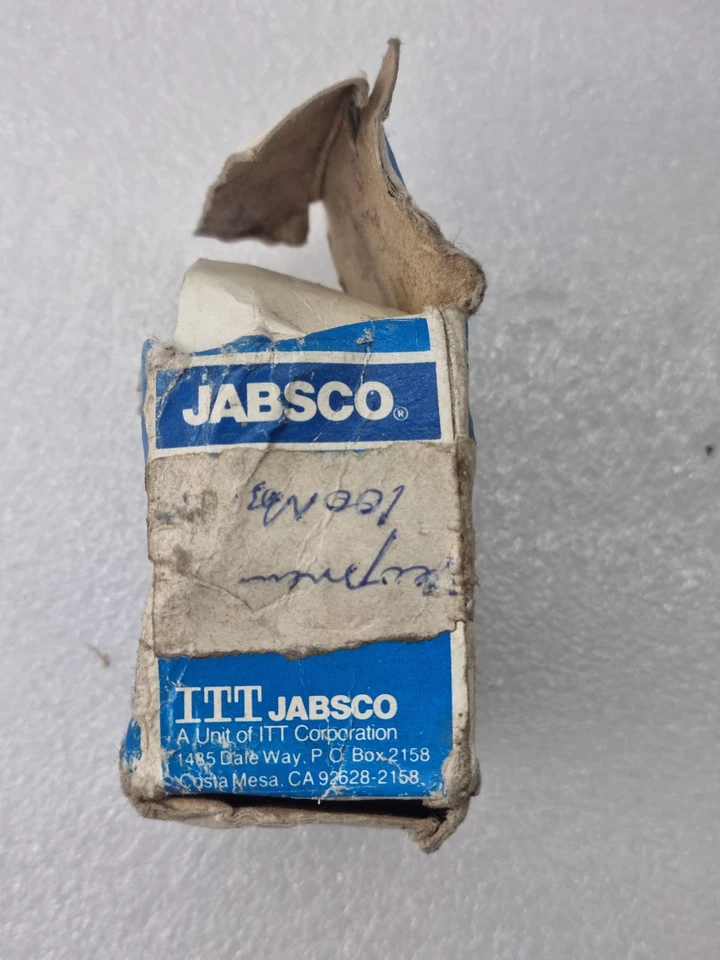 JABSCO®
ITT JABSCO
A Unit of ITT Corporation
1485 Dale Way, P.O. Box 2158
Costa Mesa, CA 92628-2158